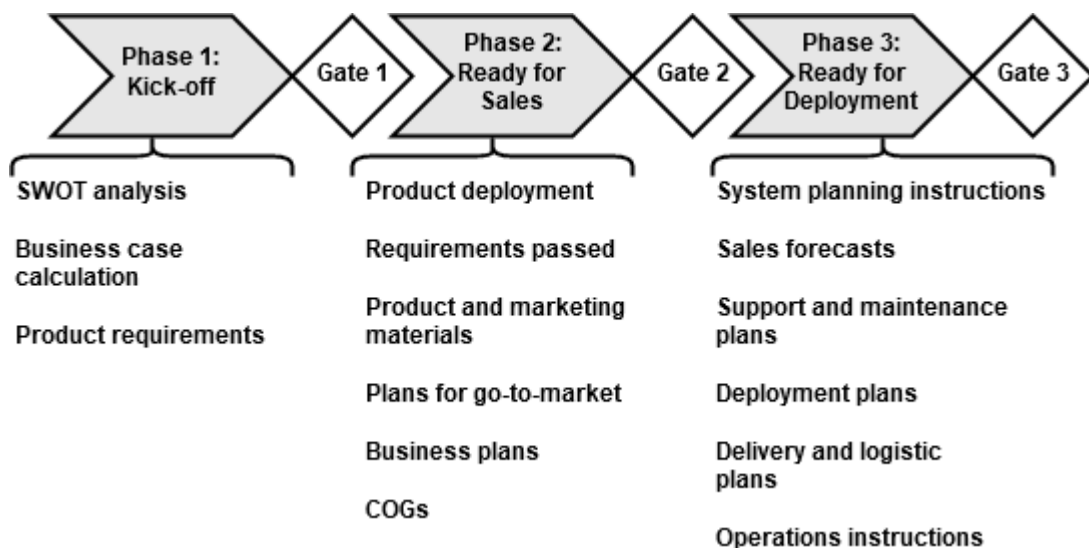 Phase 1:
Kick-off
Gate 1
Phase 2:
Ready for
Sales
Gate 2
Phase 3:
Ready for
Deployment
Gate 3
SWOT analysis
Business case
calculation
Product requirements
Product deployment
Requirements passed
Product and marketing
materials
Plans for go-to-market
Business plans
COGs
System planning instructions
Sales forecasts
Support and maintenance
plans
Deployment plans
Delivery and logistic
plans
Operations instructions